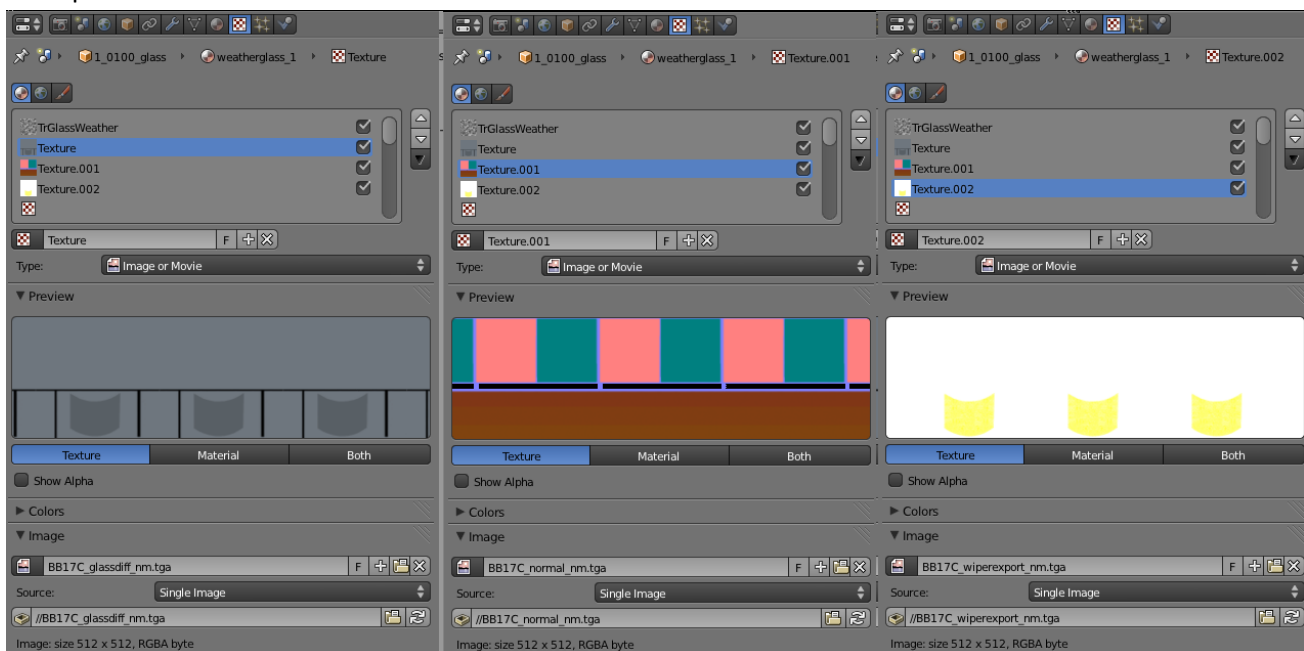 1_0100_glass weatherglass_1 Texture
TrGlassWeather
Texture
Texture.001
Texture.002
Texture F
Type: Image or Movie
Preview
Texture Material Both
Show Alpha
Colors
Image
BB17C_glassdiff_nm.tga F
Source: Single Image
//BB17C_glassdiff_nm.tga
Image: size 512 x 512, RGBA byte
1_0100_glass weatherglass_1 Texture.001
TrGlassWeather
Texture
Texture.001
Texture.002
Texture.001 F
Type: Image or Movie
Preview
Texture Material Both
Show Alpha
Colors
Image
BB17C_normal_nm.tga F
Source: Single Image
//BB17C_normal_nm.tga
Image: size 512 x 512, RGBA byte
1_0100_glass weatherglass_1 Texture.002
TrGlassWeather
Texture
Texture.001
Texture.002
Texture.002 F
Type: Image or Movie
Preview
Texture Material Both
Show Alpha
Colors
Image
BB17C_wiperexport_nm.tga F
Source: Single Image
//BB17C_wiperexport_nm.tga
Image: size 512 x 512, RGBA byte